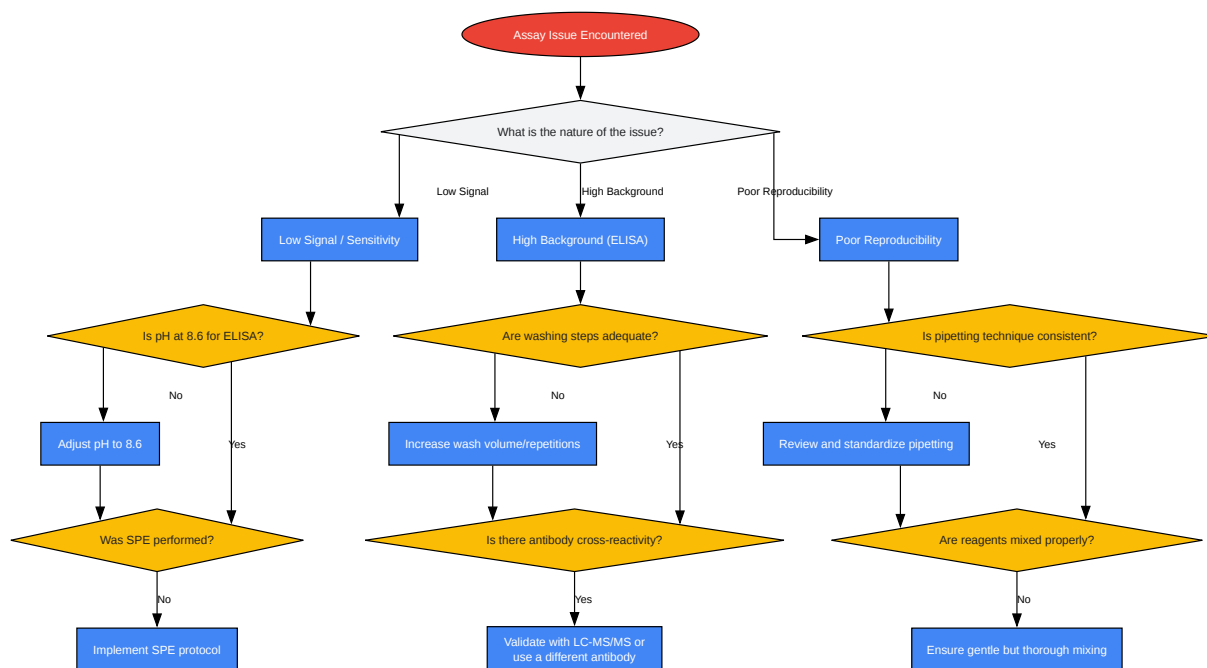 Assay Issue Encountered
What is the nature of the issue?
Low Signal
High Background
Poor Reproducibility
Low Signal / Sensitivity
High Background (ELISA)
Poor Reproducibility
Is pH at 8.6 for ELISA?
Are washing steps adequate?
Is pipetting technique consistent?
No
No
No
Adjust pH to 8.6
Yes
Increase wash volume/repetitions
Yes
Review and standardize pipetting
Yes
Was SPE performed?
Is there antibody cross-reactivity?
Are reagents mixed properly?
No
Yes
No
Implement SPE protocol
Validate with LC-MS/MS or
use a different antibody
Ensure gentle but thorough mixing